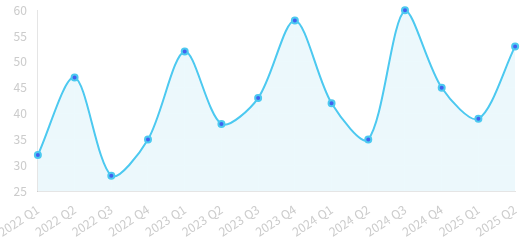 60
55
50
45
40
35
30
25
2022 Q1
2022 Q2
2022 Q3
2022 Q4
2023 Q1
2023 Q2
2023 Q3
2023 Q4
2024 Q1
2024 Q2
2024 Q3
2024 Q4
2025 Q1
2025 Q2